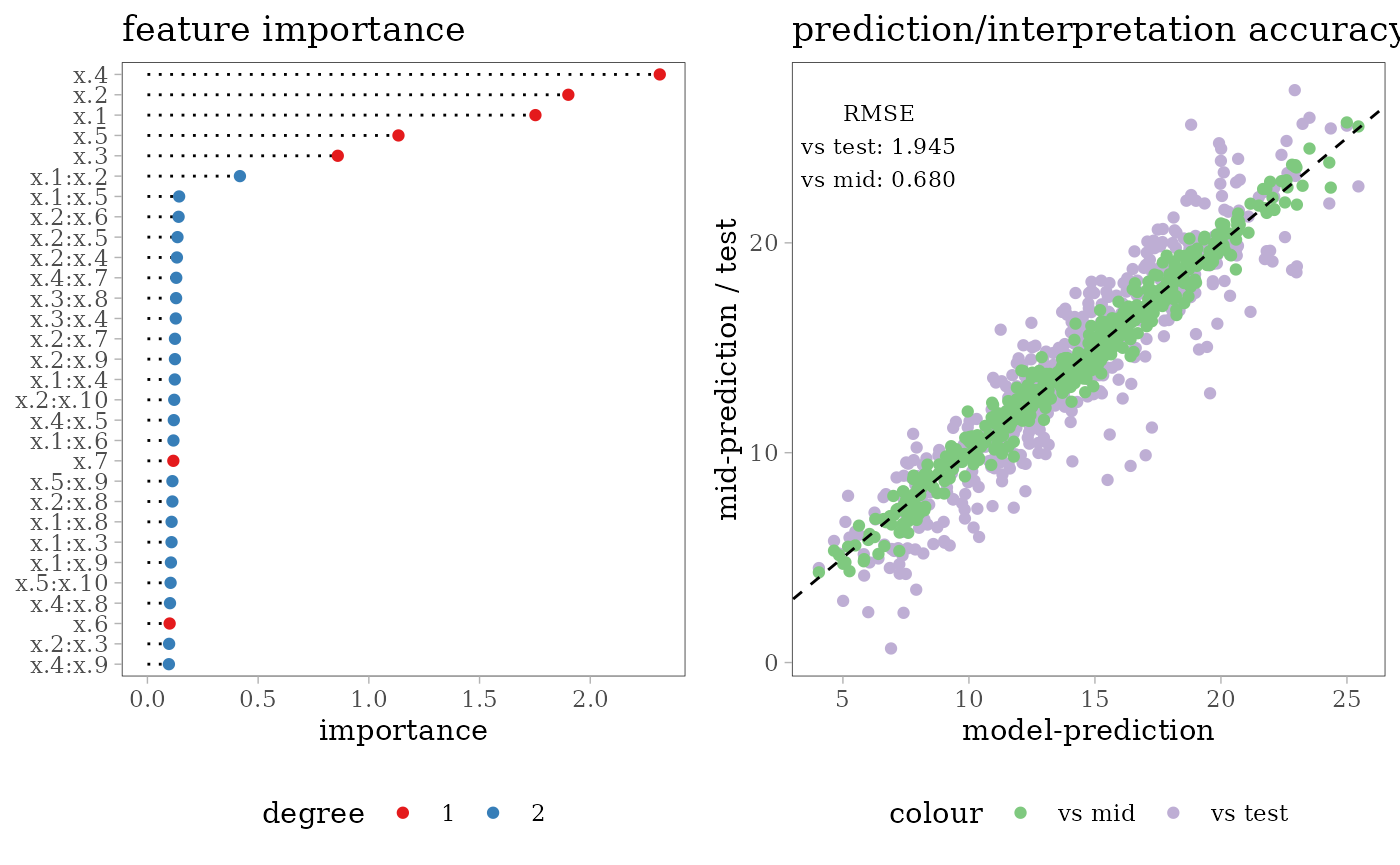 feature importance
x.4
x.2
x.1
x.5
x.3
x.1:x.2
x.1:x.5
x.2:x.6
x.2:x.5
x.2:x.4
x.4:x.7
x.3:x.8
x.3:x.4
x.2:x.7
x.2:x.9
x.1:x.4
x.2:x.10
x.4:x.5
x.1:x.6
x.7
x.5:x.9
x.2:x.8
x.1:x.8
x.1:x.3
x.1:x.9
x.5:x.10
x.4:x.8
x.6
x.2:x.3
x.4:x.9
0.0 0.5 1.0 1.5 2.0
importance
degree 1 2
prediction/interpretation accuracy
RMSE
vs test: 1.945
vs mid: 0.680
mid-prediction / test
20
10
0
5 10 15 20 25
model-prediction
colour vs mid vs test